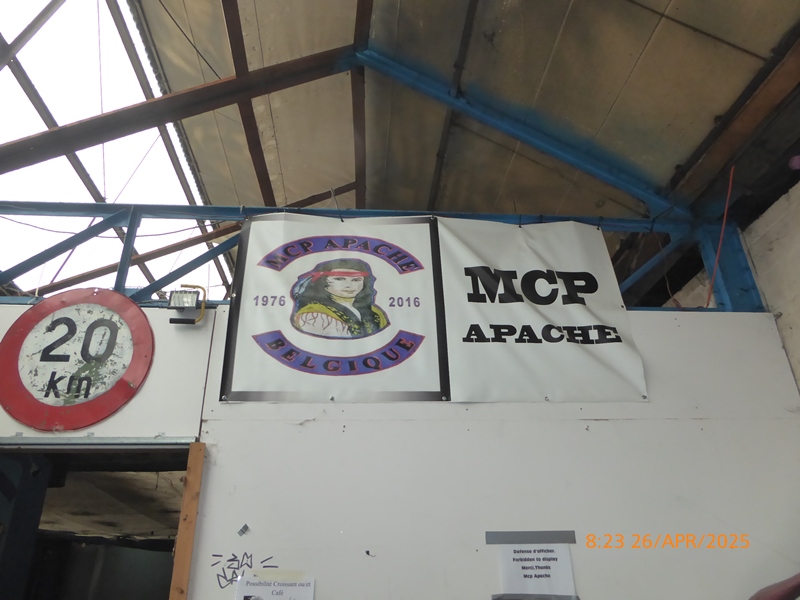 MCP APACHE
1976 2016
BELGIQUE
MCP
APACHE
20
km
Defense d'afficher.
Forbidden to display
Merci,Thanks
Mcp Apache
Possibilité Croissant ou/et
Café
8:23 26/APR/2025